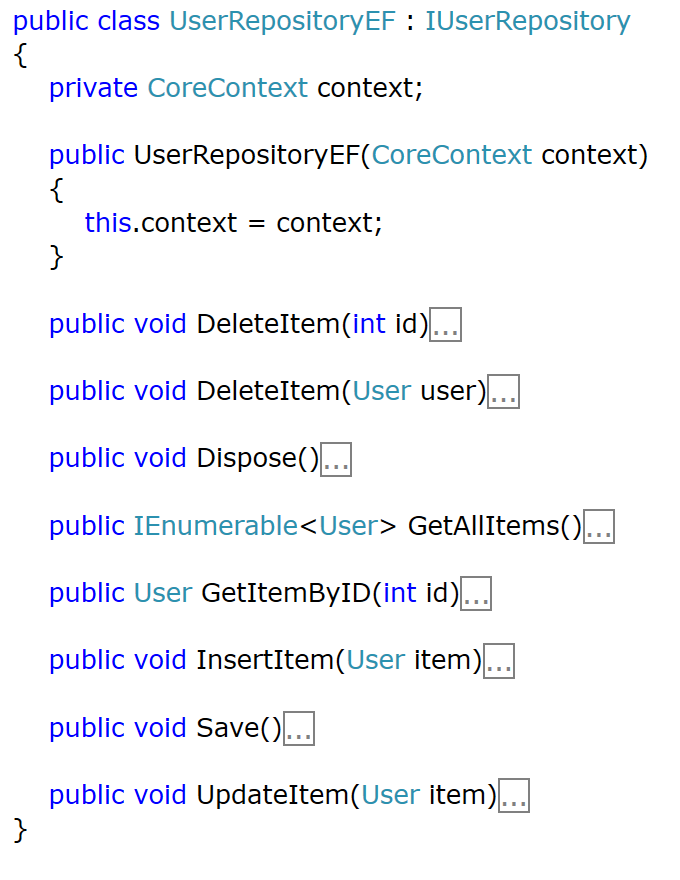 public class UserRepositoryEF : IUserRepository
{
private CoreContext context;
public UserRepositoryEF(CoreContext context)
{
this.context = context;
}
public void DeleteItem(int id)...
public void DeleteItem(User user)...
public void Dispose()...
public IEnumerable<User> GetAllItems()...
public User GetItemByID(int id)...
public void InsertItem(User item)...
public void Save()...
public void UpdateItem(User item)...
}